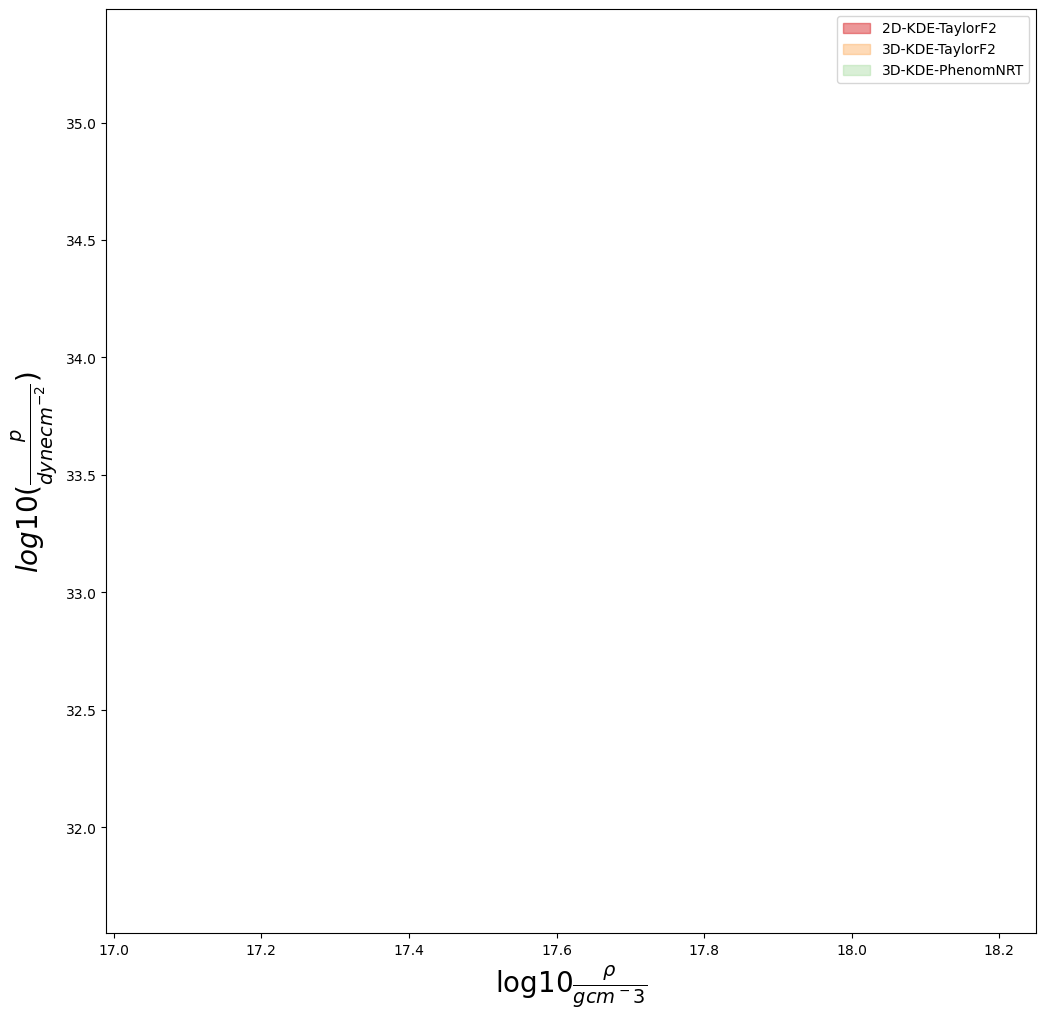 2D-KDE-TaylorF2
3D-KDE-TaylorF2
3D-KDE-PhenomNRT
35.0
34.5
34.0
33.5
33.0
32.5
32.0
log10(p/dynecm⁻²)
17.0 17.2 17.4 17.6 17.8 18.0 18.2
log10 ρ/gcm⁻3